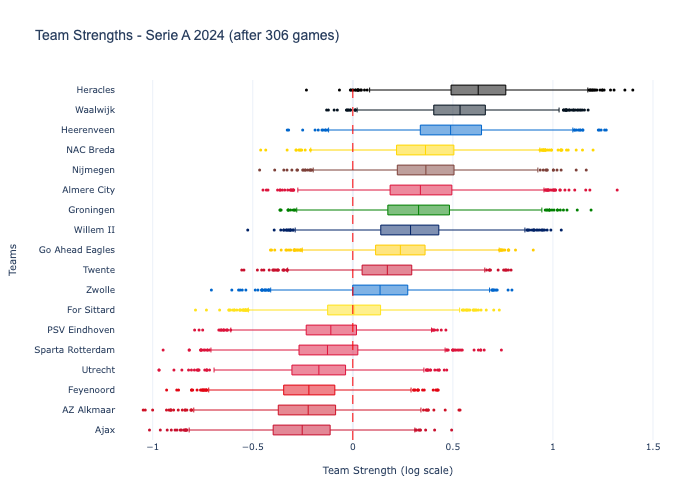 Team Strengths - Serie A 2024 (after 306 games)
Heracles
Waalwijk
Heerenveen
NAC Breda
Nijmegen
Almere City
Groningen
Willem II
Go Ahead Eagles
Twente
Zwolle
For Sittard
PSV Eindhoven
Sparta Rotterdam
Utrecht
Feyenoord
AZ Alkmaar
Ajax
Teams
−1 −0.5 0 0.5 1 1.5
Team Strength (log scale)